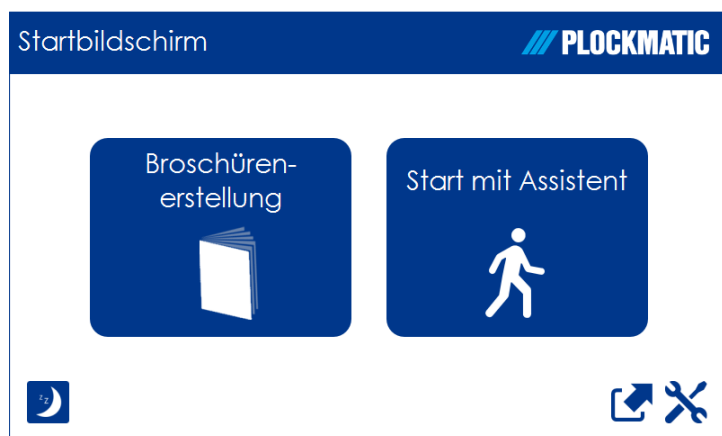 Startbildschirm
PLOCKMATIC
Broschüren-
erstellung
Start mit Assistent
z z